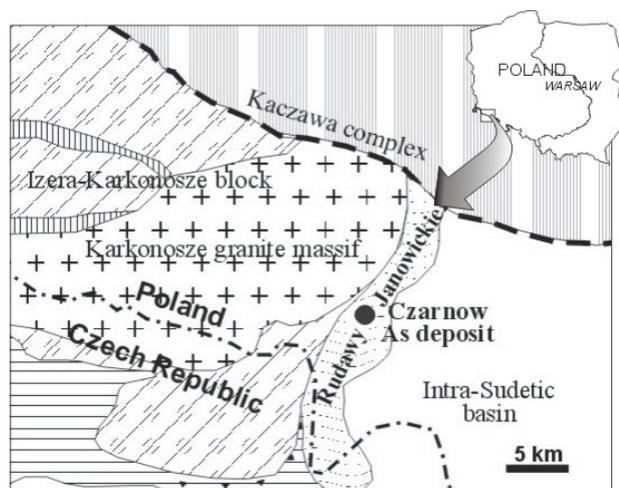 POLAND
WARSAW
Kaczawa complex
Izera-Karkonosze block
Karkonosze granite massif
Janowickie
Rudawy
Poland
Czech Republic
Czarnow
As deposit
Intra-Sudetic
basin
5 km